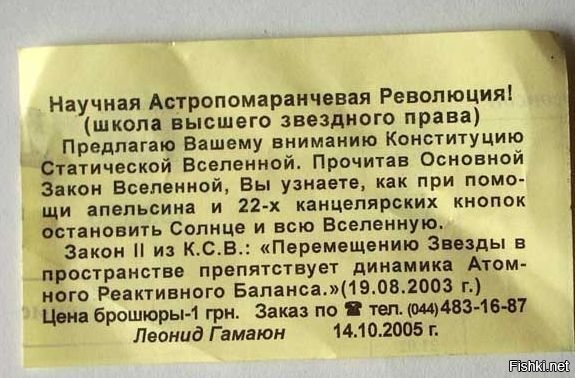 Научная Астропомаранчевая Революция!
(школа высшего звездного права)
Предлагаю Вашему вниманию Конституцию
Статической Вселенной. Прочитав Основной
Закон Вселенной, Вы узнаете, как при помо-
щи апельсина и 22-х канцелярских кнопок
остановить Солнце и всю Вселенную.
Закон II из К.С.В.: «Перемещению Звезды в
пространстве препятствует динамика Атом-
ного Реактивного Баланса.»(19.08.2003 г.)
Цена брошюры-1 грн. Заказ по ☎ тел. (044)483-16-87
Леонид Гамаюн 14.10.2005 г.
Fishki.net